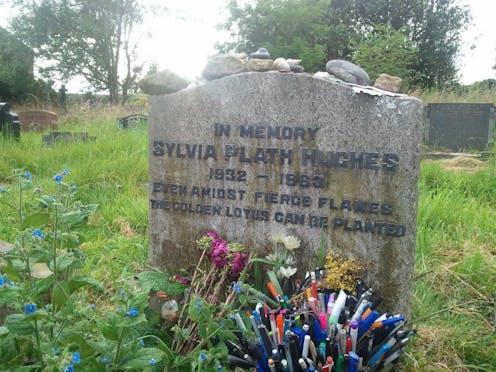 IN MEMORY
SYLVIA PLATH HUGHES
1932 - 1963
EVEN AMIDST FIERCE FLAMES
THE GOLDEN LOTUS CAN BE PLANTED